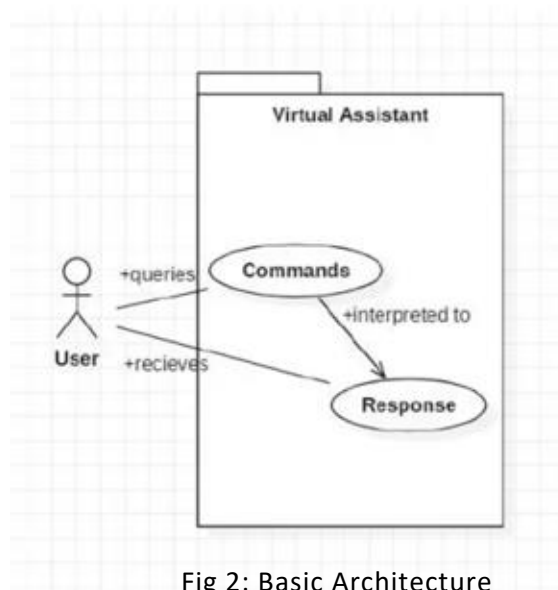 Virtual Assistant
+queries
Commands
+interpreted to
User
+recieves
Response
Fig 2: Basic Architecture